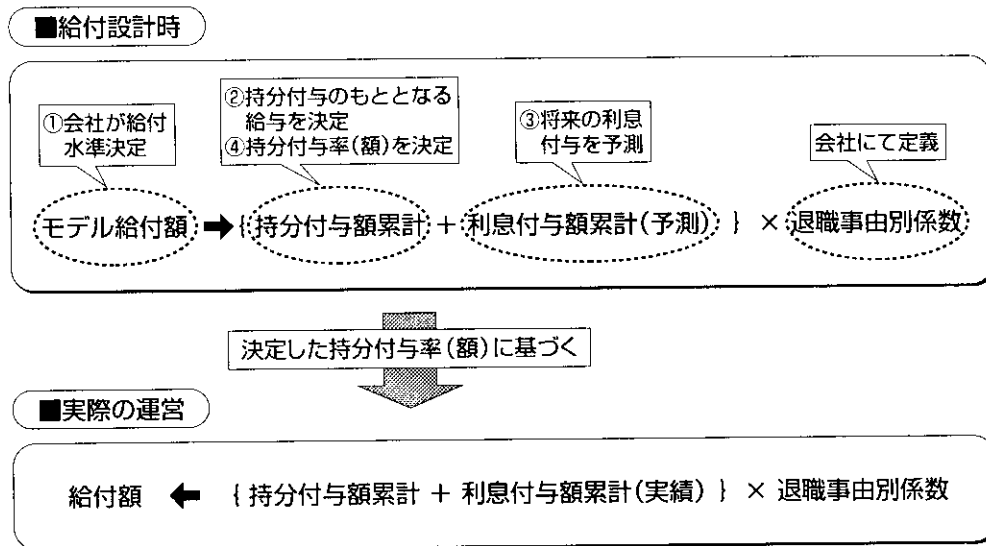 ■給付設計時
①会社が給付
水準決定
②持分付与のもととなる
給与を決定
④持分付与率(額)を決定
③将来の利息
付与を予測
会社にて定義
モデル給付額 ➡ { 持分付与額累計 + 利息付与額累計(予測) } × 退職事由別係数
決定した持分付与率(額)に基づく
■実際の運営
給付額 ⬅ { 持分付与額累計 + 利息付与額累計(実績) } × 退職事由別係数